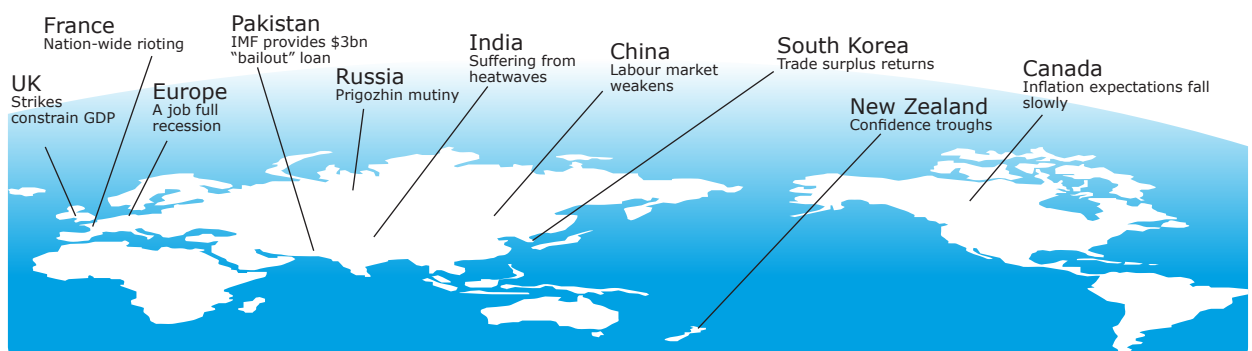 France
Nation-wide rioting
UK
Strikes
constrain GDP
Europe
A job full
recession
Pakistan
IMF provides $3bn
“bailout” loan
Russia
Prigozhin mutiny
India
Suffering from
heatwaves
China
Labour market
weakens
South Korea
Trade surplus returns
New Zealand
Confidence troughs
Canada
Inflation expectations fall
slowly